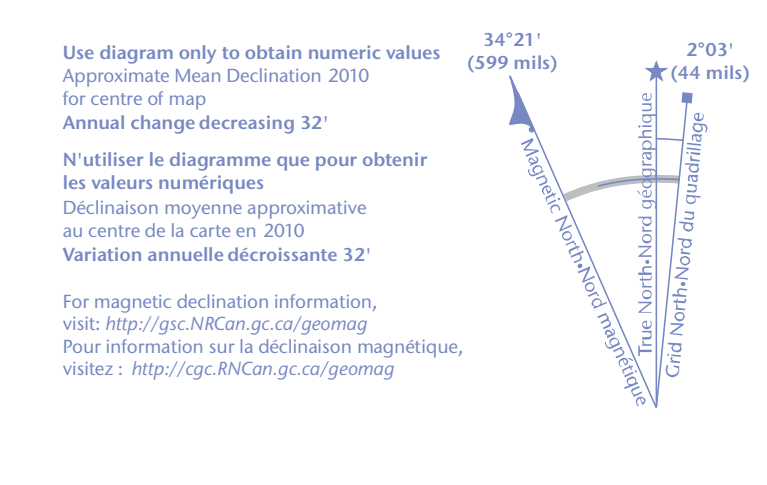 Use diagram only to obtain numeric values
Approximate Mean Declination 2010
for centre of map
Annual change decreasing 32'
N'utiliser le diagramme que pour obtenir
les valeurs numériques
Déclinaison moyenne approximative
au centre de la carte en 2010
Variation annuelle décroissante 32'
For magnetic declination information,
visit: http://gsc.NRCan.gc.ca/geomag
Pour information sur la déclinaison magnétique,
visitez : http://cgc.RNCan.gc.ca/geomag
34°21'
(599 mils)
2°03'
(44 mils)
Magnetic North•Nord magnétique
True North•Nord géographique
Grid North•Nord du quadrillage